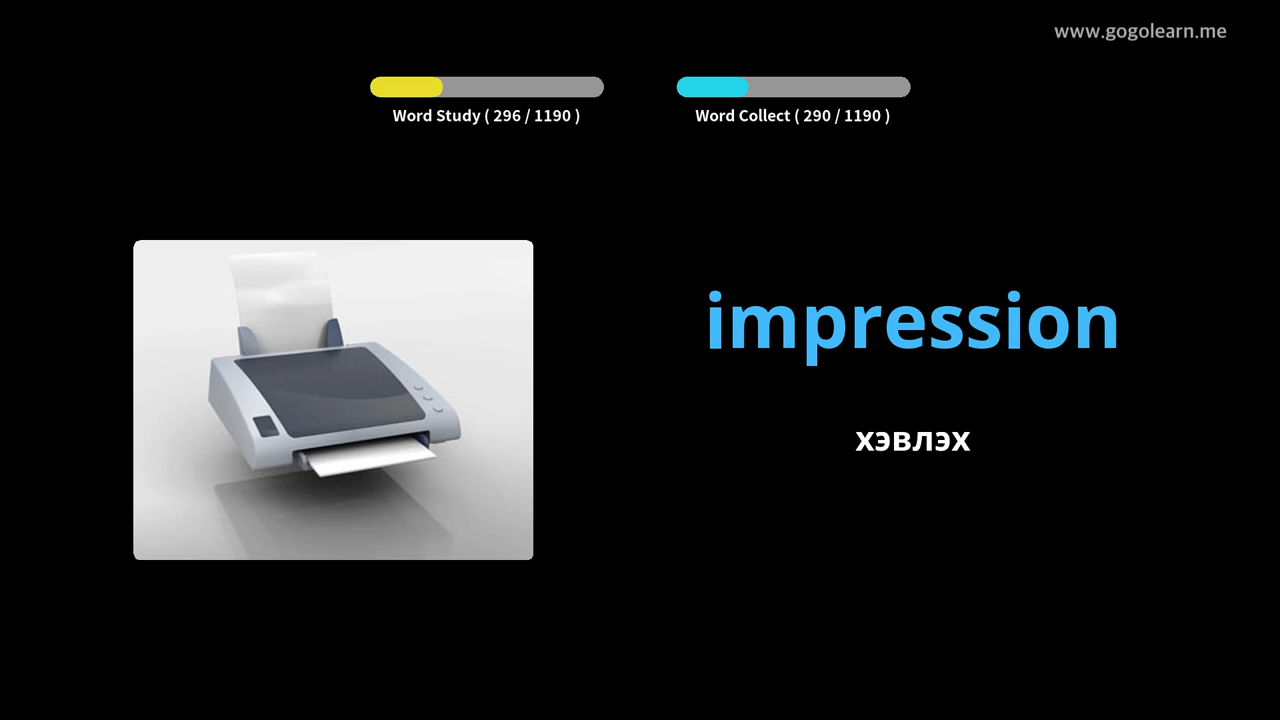 www.gogolearn.me
Word Study ( 296 / 1190 )
Word Collect ( 290 / 1190 )
impression
хэвлэх